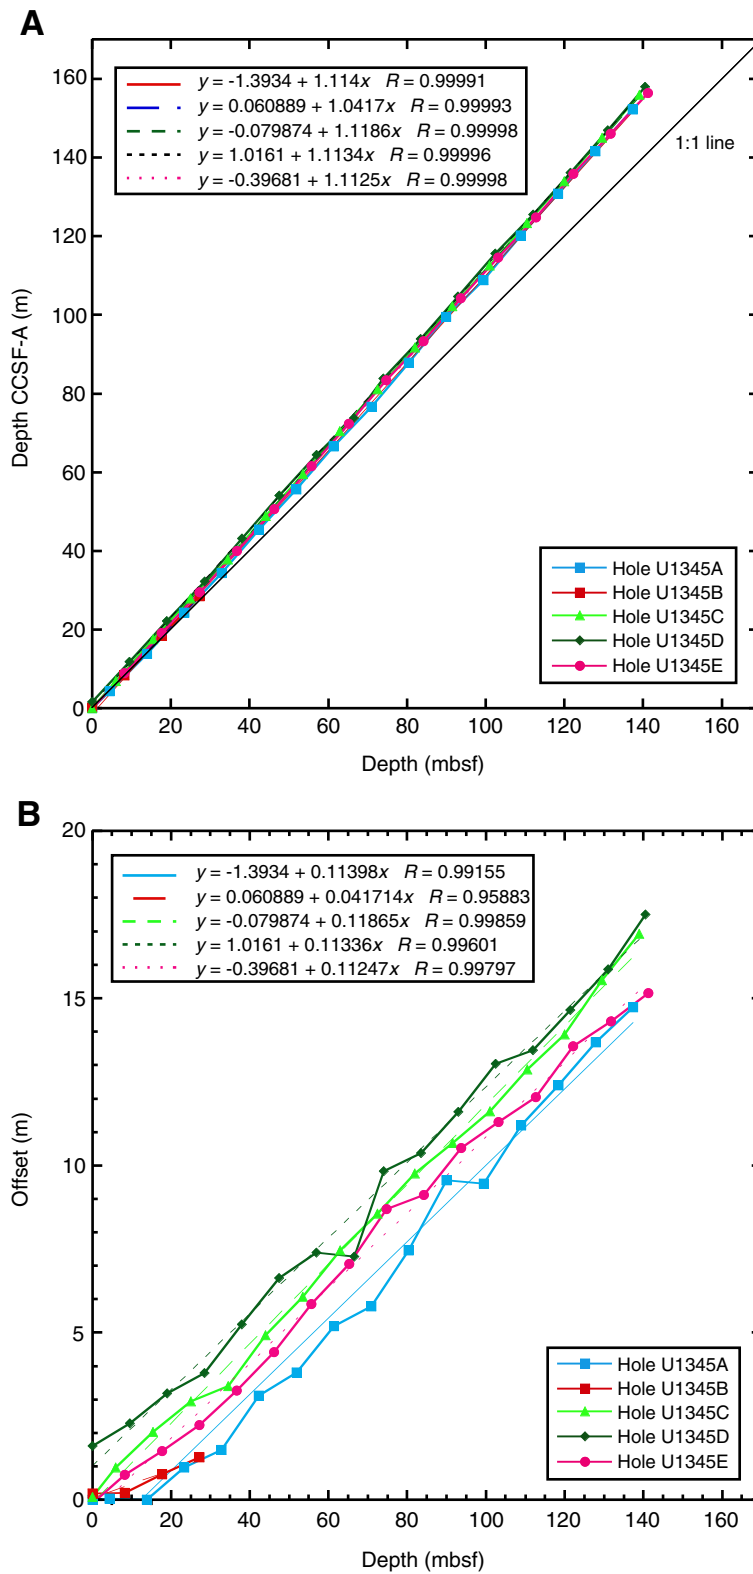 A
y = -1.3934 + 1.114x R = 0.99991
y = 0.060889 + 1.0417x R = 0.99993
y = -0.079874 + 1.1186x R = 0.99998
y = 1.0161 + 1.1134x R = 0.99996
y = -0.39681 + 1.1125x R = 0.99998
1:1 line
160
140
120
100
80
60
40
20
0
Depth CCSF-A (m)
Hole U1345A
Hole U1345B
Hole U1345C
Hole U1345D
Hole U1345E
0 20 40 60 80 100 120 140 160
Depth (mbsf)
B
y = -1.3934 + 0.11398x R = 0.99155
y = 0.060889 + 0.041714x R = 0.95883
y = -0.079874 + 0.11865x R = 0.99859
y = 1.0161 + 0.11336x R = 0.99601
y = -0.39681 + 0.11247x R = 0.99797
20
15
10
5
0
Offset (m)
Hole U1345A
Hole U1345B
Hole U1345C
Hole U1345D
Hole U1345E
0 20 40 60 80 100 120 140 160
Depth (mbsf)